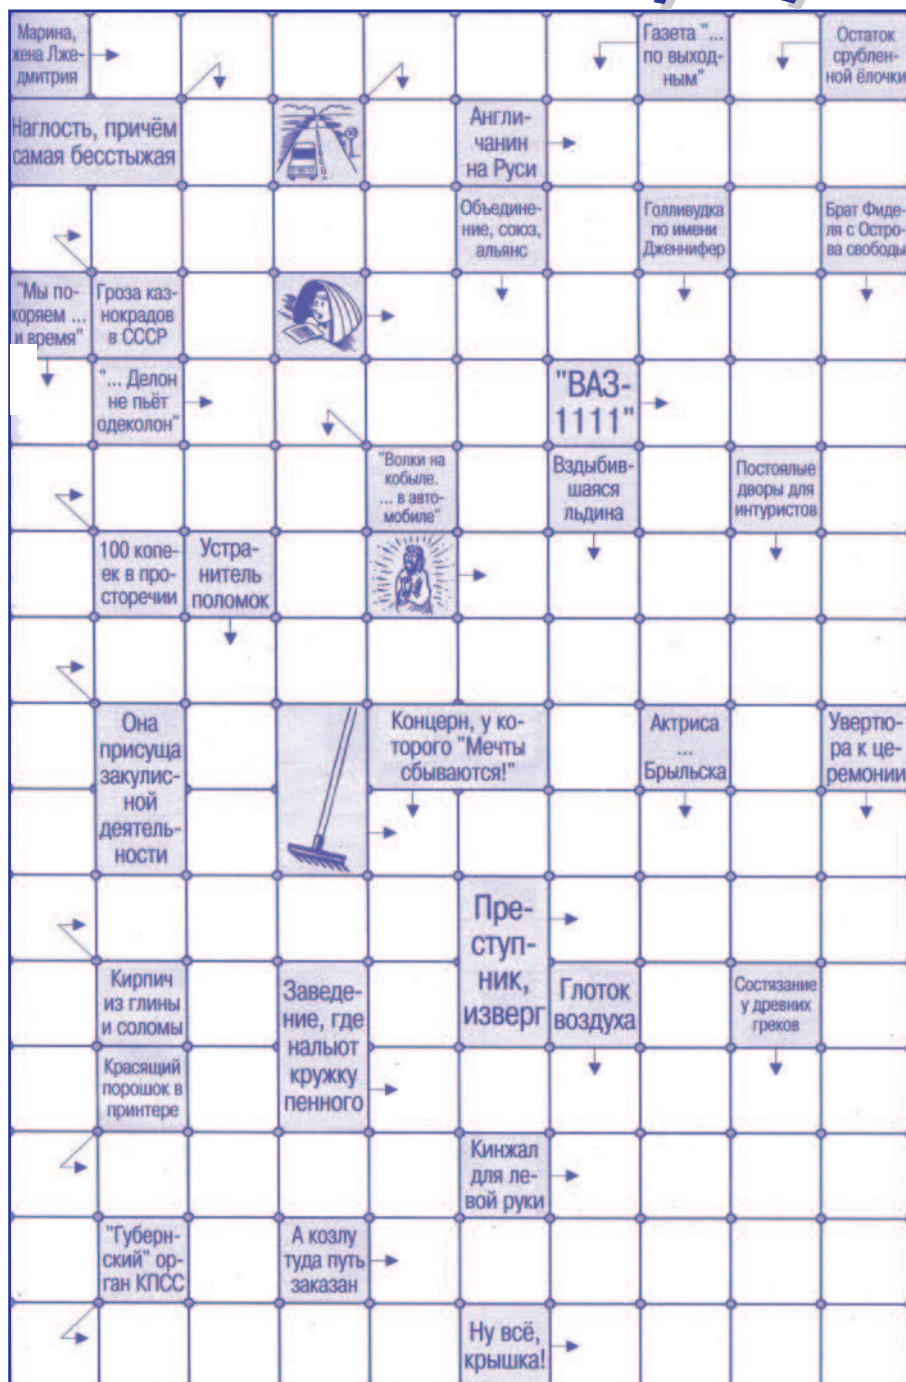 Марина,
жена Лже-
дмитрия
Газета "...
по выход-
ным"
Остаток
срублен-
ной ёлочки
Наглость, причём
самая бесстыжая
Англи-
чанин
на Руси
Объедине-
ние, союз,
альянс
Голливудка
по имени
Дженнифер
Брат Фиде-
ля с Остро-
ва свободы
"Мы по-
коряем ...
и время"
Гроза каз-
нокрадов
в СССР
"... Делон
не пьёт
одеколон"
"ВАЗ-
1111"
"Волки на
кобыле.
... в авто-
мобиле"
Вздыбив-
шаяся
льдина
Постоялые
дворы для
интуристов
100 копе-
ек в про-
сторечии
Устра-
нитель
поломок
Она
присуща
закулис-
ной
деятель-
ности
Концерн, у ко-
торого "Мечты
сбываются!"
Актриса
...
Брыльска
Увертю-
ра к це-
ремонии
Пре-
ступ-
ник,
изверг
Кирпич
из глины
и соломы
Заведе-
ние, где
нальют
кружку
пенного
Глоток
воздуха
Состязание
у древних
греков
Красящий
порошок в
принтере
Кинжал
для ле-
вой руки
"Губерн-
ский" ор-
ган КПСС
А козлу
туда путь
заказан
Ну всё,
крышка!